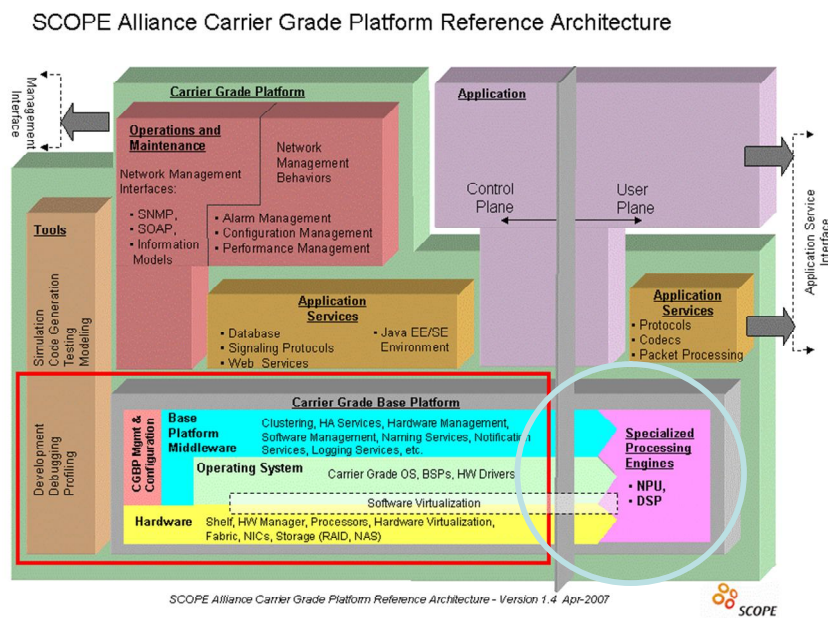 SCOPE Alliance Carrier Grade Platform Reference Architecture
Management
Interface
Carrier Grade Platform
Operations and
Maintenance
Network Management
Interfaces:
• SNMP,
• SOAP,
• Information
Models
Network
Management
Behaviors
• Alarm Management
• Configuration Management
• Performance Management
Application
Control
Plane
User
Plane
Application Service
Interface
Tools
Simulation
Code Generation
Testing
Modeling
Development
Debugging
Profiling
Application
Services
• Database
• Signaling Protocols
• Web Services
• Java EE/SE
Environment
Application
Services
• Protocols
• Codecs
• Packet Processing
Carrier Grade Base Platform
CGBP Mgmt &
Configuration
Base
Platform
Middleware
Clustering, HA Services, Hardware Management,
Software Management, Naming Services, Notification
Services, Logging Services, etc.
Operating System
Carrier Grade OS, BSPs, HW Drivers
Software Virtualization
Hardware
Shelf, HW Manager, Processors, Hardware Virtualization,
Fabric, NICs, Storage (RAID, NAS)
Specialized
Processing
Engines
• NPU,
• DSP
SCOPE Alliance Carrier Grade Platform Reference Architecture - Version 1.4 Apr-2007
SCOPE